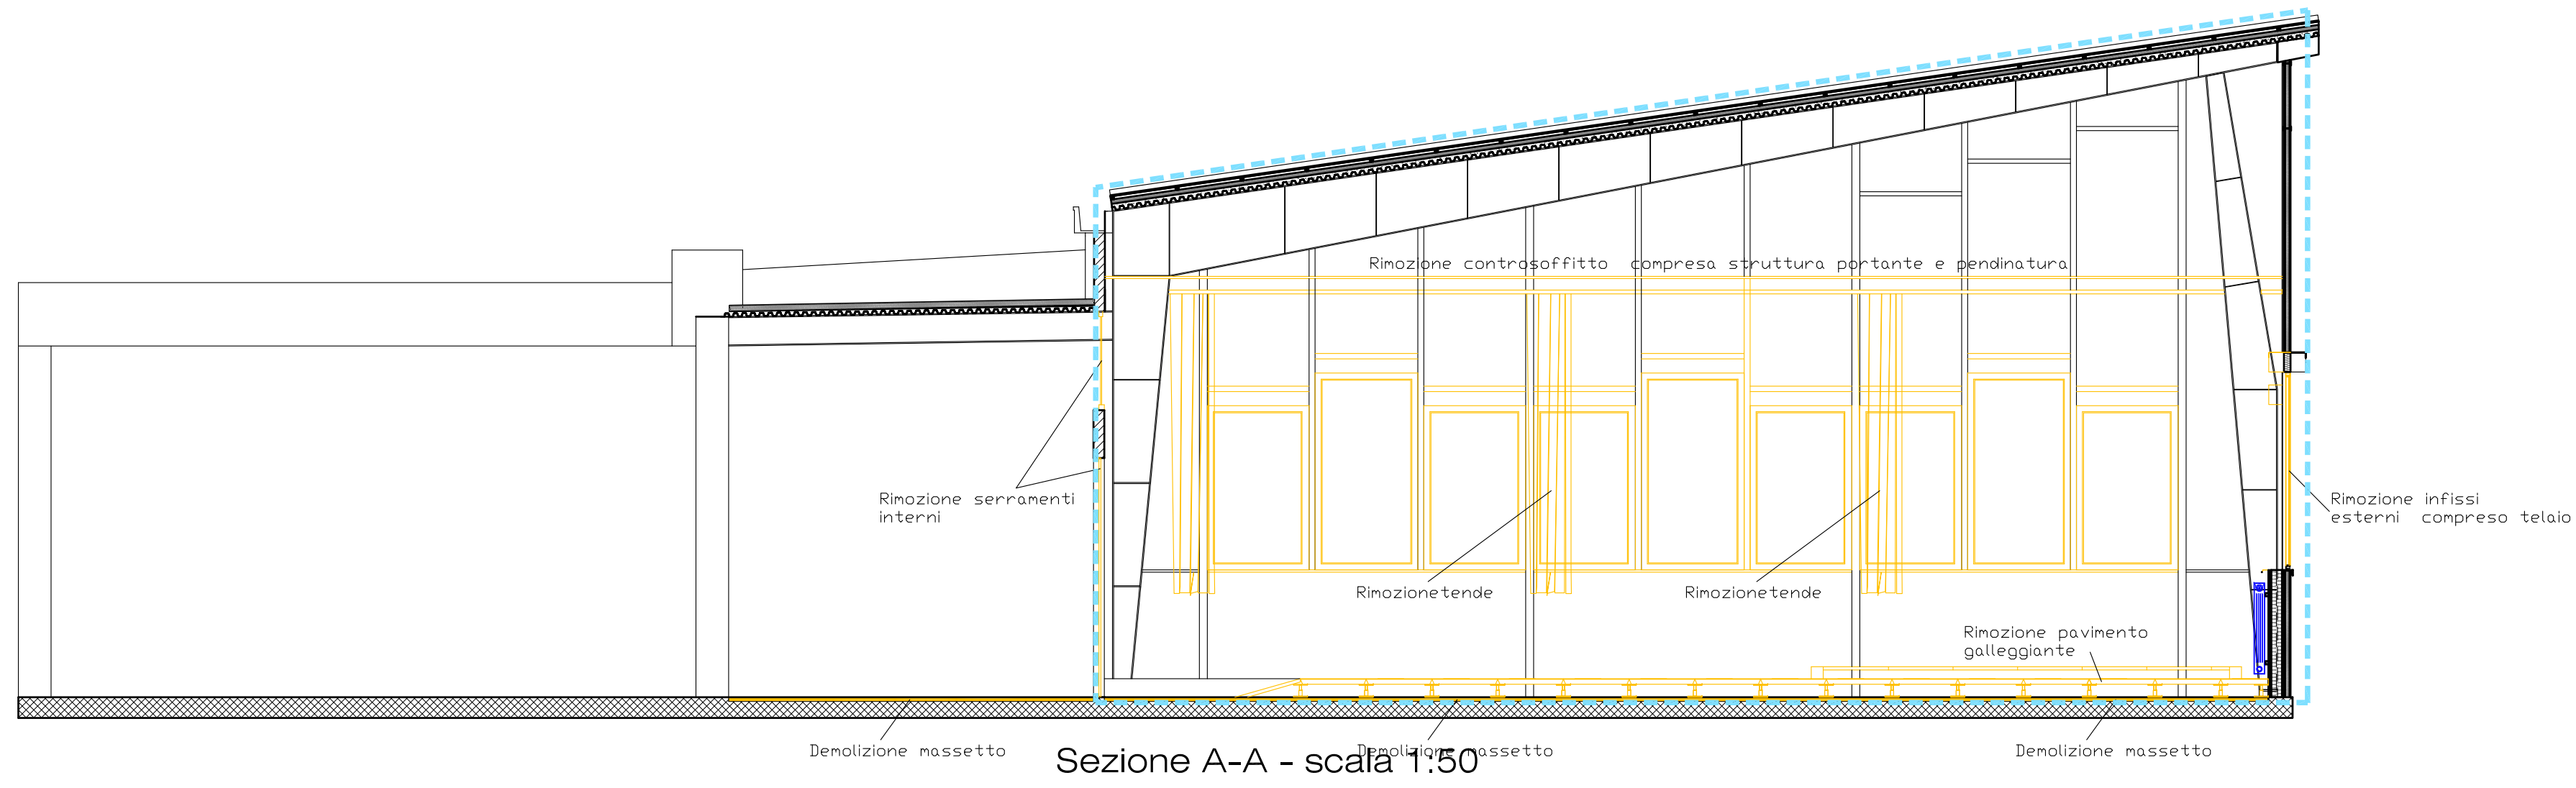 Rimozione controsoffitto  compresa struttura portante e pendinatura
Rimozione serramenti
interni
Rimozione infissi
esterni  compreso telaio
Rimozionetende
Rimozionetende
Rimozione pavimento
galleggiante
Demolizione massetto
Demolizione massetto
Demolizione massetto
Sezione A-A - scala 1:50